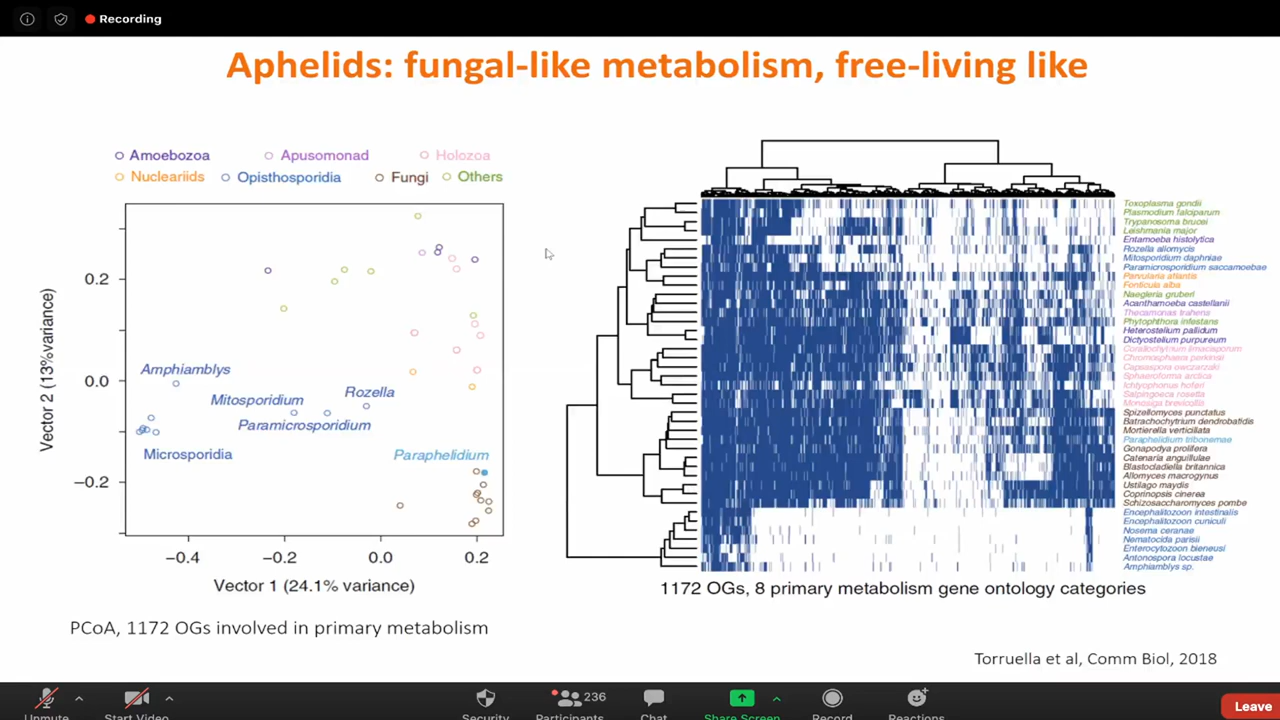 Recording
Aphelids: fungal-like metabolism, free-living like
Amoebozoa Apusomonad Holozoa
Nucleariids Opisthosporidia Fungi Others
Vector 2 (13%variance)
0.2
0.0
−0.2
Amphiamblys
Mitosporidium
Rozella
Paramicrosporidium
Microsporidia
Paraphelidium
−0.4 −0.2 0.0 0.2
Vector 1 (24.1% variance)
PCoA, 1172 OGs involved in primary metabolism
Toxoplasma gondii
Plasmodium falciparum
Trypanosoma brucei
Leishmania major
Entamoeba histolytica
Rozella allomycis
Mitosporidium daphniae
Paramicrosporidium saccamoebae
Parvularia atlantis
Fonticula alba
Naegleria gruberi
Acanthamoeba castellanii
Thecamonas trahens
Phytophthora infestans
Heterostelium pallidum
Dictyostelium purpureum
Corallochytrium limacisporum
Chromosphaera perkinsii
Capsaspora owczarzaki
Sphaeroforma arctica
Ichtyophonus hoferi
Salpingoeca rosetta
Monosiga brevicollis
Spizellomyces punctatus
Batrachochytrium dendrobatidis
Mortierella verticillata
Paraphelidium tribonemae
Gonapodya prolifera
Catenaria anguillulae
Blastocladiella britannica
Allomyces macrogynus
Ustilago maydis
Coprinopsis cinerea
Schizosaccharomyces pombe
Encephalitozoon intestinalis
Encephalitozoon cuniculi
Nosema ceranae
Nematocida parisii
Enterocytozoon bieneusi
Antonospora locustae
Amphiamblys sp.
1172 OGs, 8 primary metabolism gene ontology categories
Torruella et al, Comm Biol, 2018
236
Unmute Start Video Security Participants Chat Share Screen Record Reactions
Leave